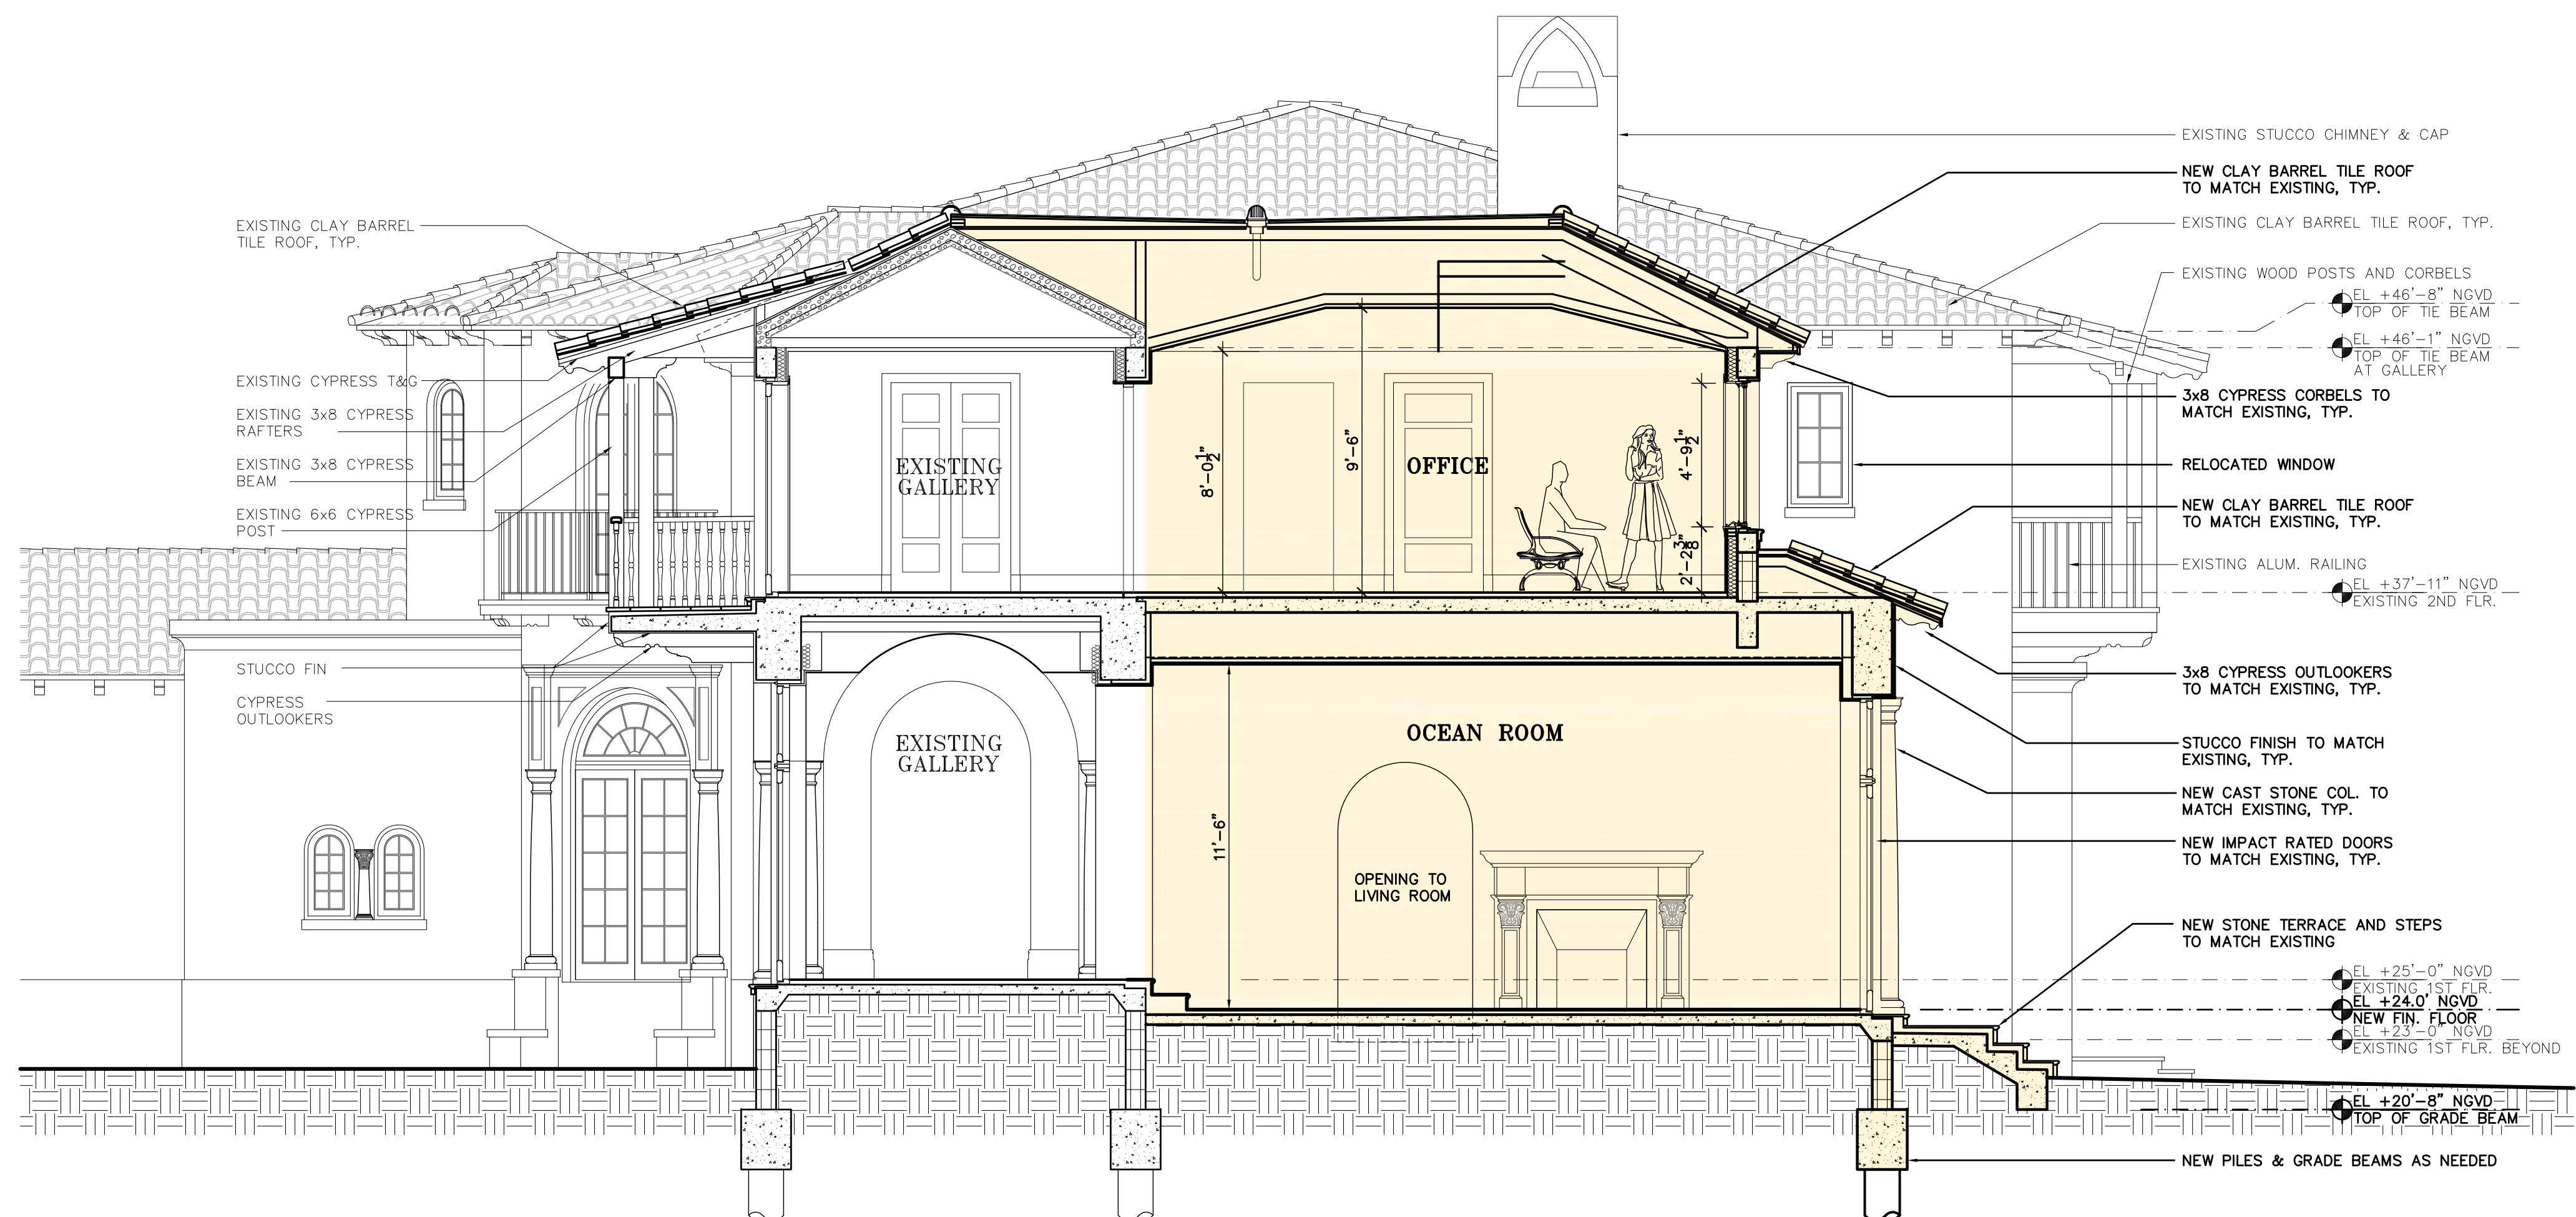 EXISTING STUCCO CHIMNEY & CAP
NEW CLAY BARREL TILE ROOF
TO MATCH EXISTING, TYP.
EXISTING CLAY BARREL TILE ROOF, TYP.
EXISTING WOOD POSTS AND CORBELS
EL +46'-8" NGVD
TOP OF TIE BEAM
EL +46'-1" NGVD
TOP OF TIE BEAM
AT GALLERY
3x8 CYPRESS CORBELS TO
MATCH EXISTING, TYP.
RELOCATED WINDOW
NEW CLAY BARREL TILE ROOF
TO MATCH EXISTING, TYP.
EXISTING ALUM. RAILING
EL +37'-11" NGVD
EXISTING 2ND FLR.
3x8 CYPRESS OUTLOOKERS
TO MATCH EXISTING, TYP.
STUCCO FINISH TO MATCH
EXISTING, TYP.
NEW CAST STONE COL. TO
MATCH EXISTING, TYP.
NEW IMPACT RATED DOORS
TO MATCH EXISTING, TYP.
NEW STONE TERRACE AND STEPS
TO MATCH EXISTING
EL +25'-0" NGVD
EXISTING 1ST FLR.
EL +24.0' NGVD
NEW FIN. FLOOR
EL +23'-0" NGVD
EXISTING 1ST FLR. BEYOND
EL +20'-8" NGVD
TOP OF GRADE BEAM
NEW PILES & GRADE BEAMS AS NEEDED
EXISTING CLAY BARREL
TILE ROOF, TYP.
EXISTING CYPRESS T&G
EXISTING 3x8 CYPRESS
RAFTERS
EXISTING 3x8 CYPRESS
BEAM
EXISTING 6x6 CYPRESS
POST
STUCCO FIN
CYPRESS
OUTLOOKERS
EXISTING
GALLERY
8'-0 1/2"
9'-6"
OFFICE
4'-9 1/2"
2'-2 3/8"
EXISTING
GALLERY
OCEAN ROOM
11'-6"
OPENING TO
LIVING ROOM